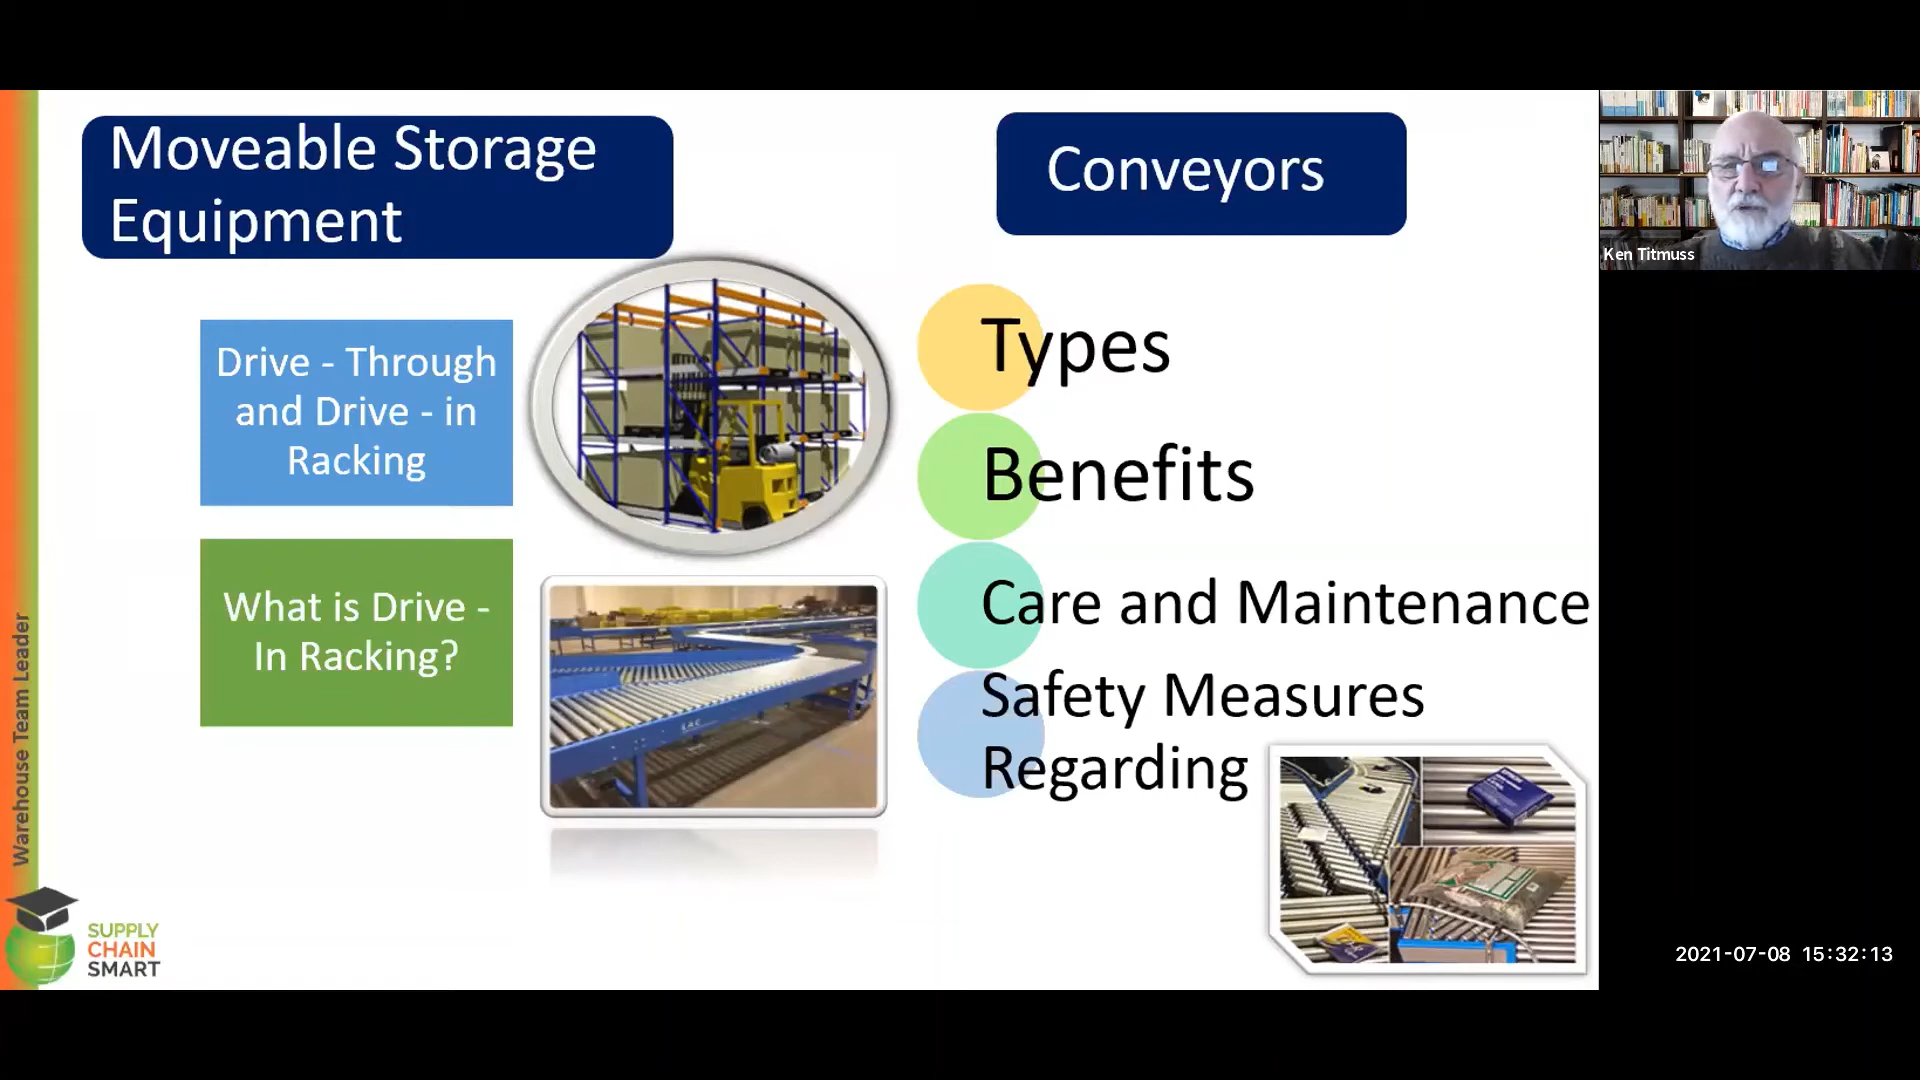 Moveable Storage
Equipment
Drive - Through
and Drive - in
Racking
What is Drive -
In Racking?
Conveyors
Types
Benefits
Care and Maintenance
Safety Measures
Regarding
Warehouse Team Leader
SUPPLY
CHAIN
SMART
Ken Titmuss
2021-07-08 15:32:13